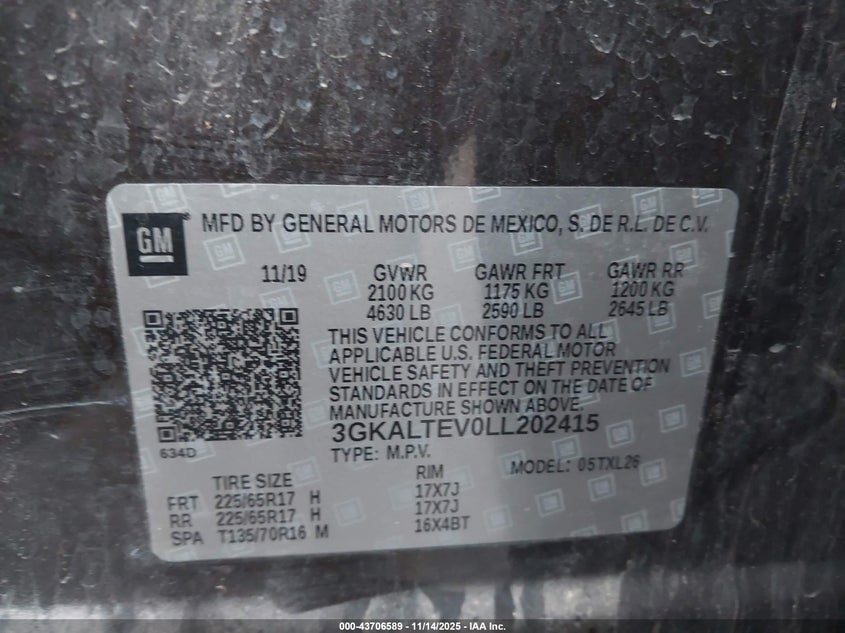 GM
MFD BY GENERAL MOTORS DE MEXICO, S. DE R.L. DE C.V.
11/19 GVWR GAWR FRT GAWR RR
2100 KG 1175 KG 1200 KG
4630 LB 2590 LB 2645 LB
THIS VEHICLE CONFORMS TO ALL
APPLICABLE U.S. FEDERAL MOTOR
VEHICLE SAFETY AND THEFT PREVENTION
STANDARDS IN EFFECT ON THE DATE OF
MANUFACTURE SHOWN ABOVE.
634D
3GKALTEV0LL202415
TYPE: M.P.V. MODEL: 05TXL26
TIRE SIZE RIM
FRT 225/65R17 H 17X7J
RR 225/65R17 H 17X7J
SPA T135/70R16 M 16X4BT
000-43706589 - 11/14/2025 - IAA Inc.